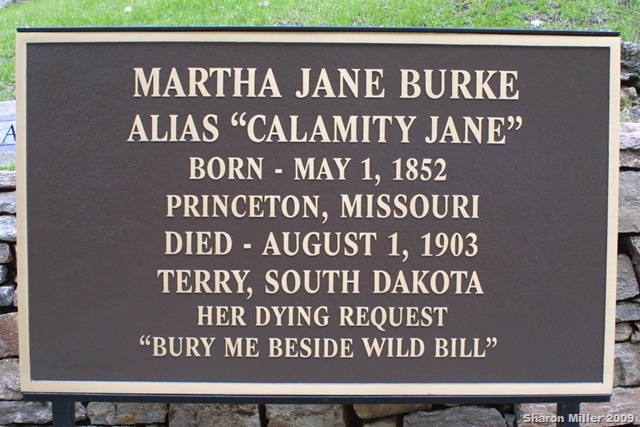 MARTHA JANE BURKE
ALIAS “CALAMITY JANE”
BORN - MAY 1, 1852
PRINCETON, MISSOURI
DIED - AUGUST 1, 1903
TERRY, SOUTH DAKOTA
HER DYING REQUEST
“BURY ME BESIDE WILD BILL”
A
Sharon Miller 2009